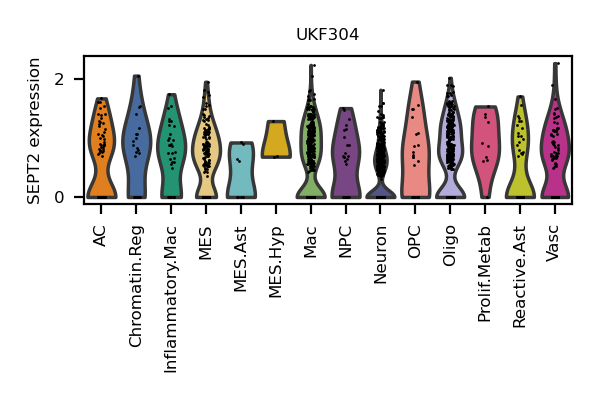 UKF304
SEPT2 expression
2
0
AC
Chromatin.Reg
Inflammatory.Mac
MES
MES.Ast
MES.Hyp
Mac
NPC
Neuron
OPC
Oligo
Prolif.Metab
Reactive.Ast
Vasc